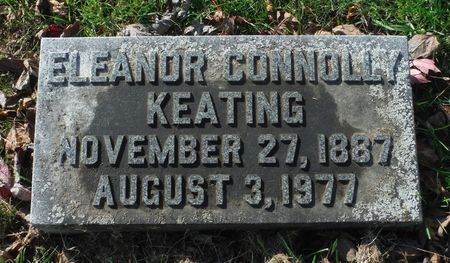 ELEANOR CONNOLLY
KEATING
NOVEMBER 27, 1887
AUGUST 3, 1977